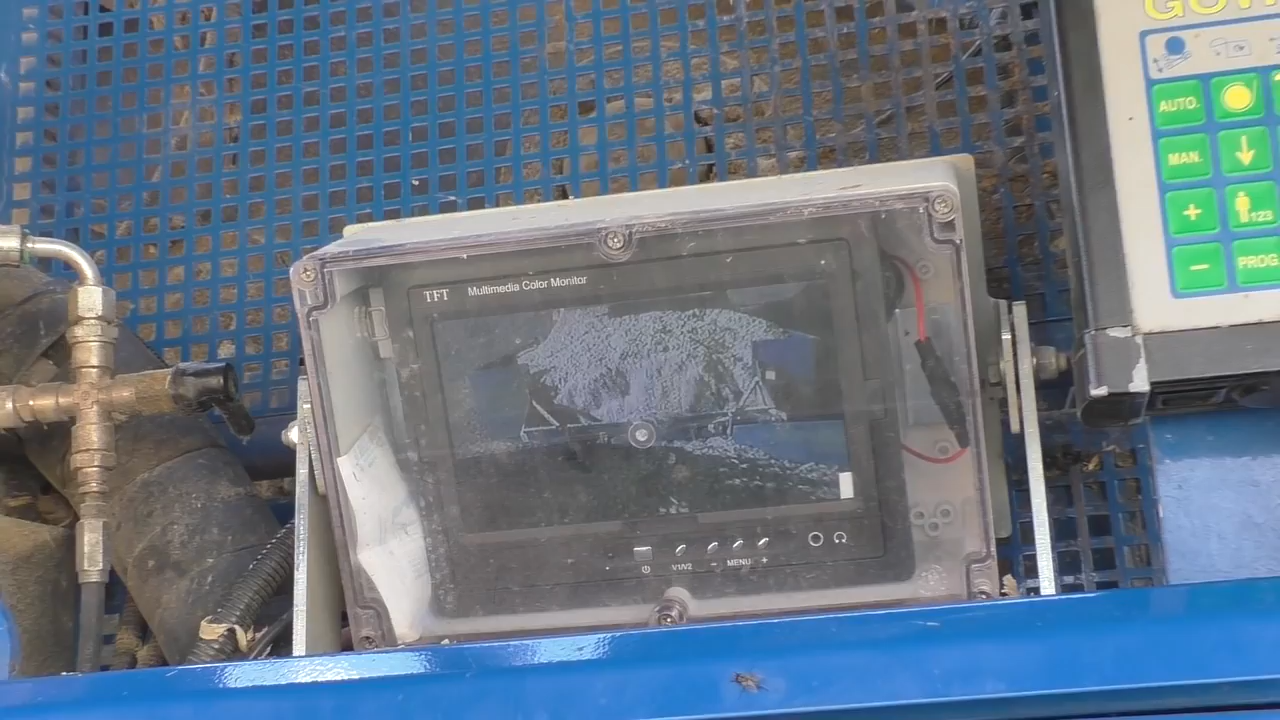 TFT Multimedia Color Monitor
V1/V2 − MENU +
AUTO.
MAN.
+ 123
− PROG.